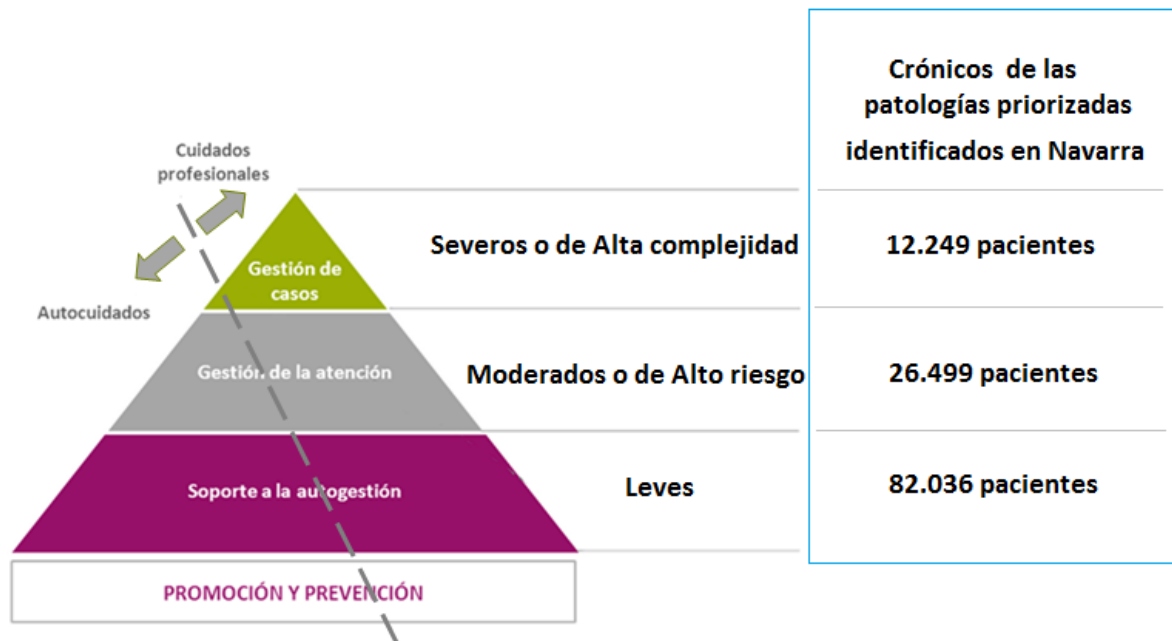 Crónicos de las
patologías priorizadas
identificados en Navarra
Cuidados
profesionales
Autocuidados
Gestión de
casos
Severos o de Alta complejidad
12.249 pacientes
Gestión de la atención
Moderados o de Alto riesgo
26.499 pacientes
Soporte a la autogestión
Leves
82.036 pacientes
PROMOCIÓN Y PREVENCIÓN